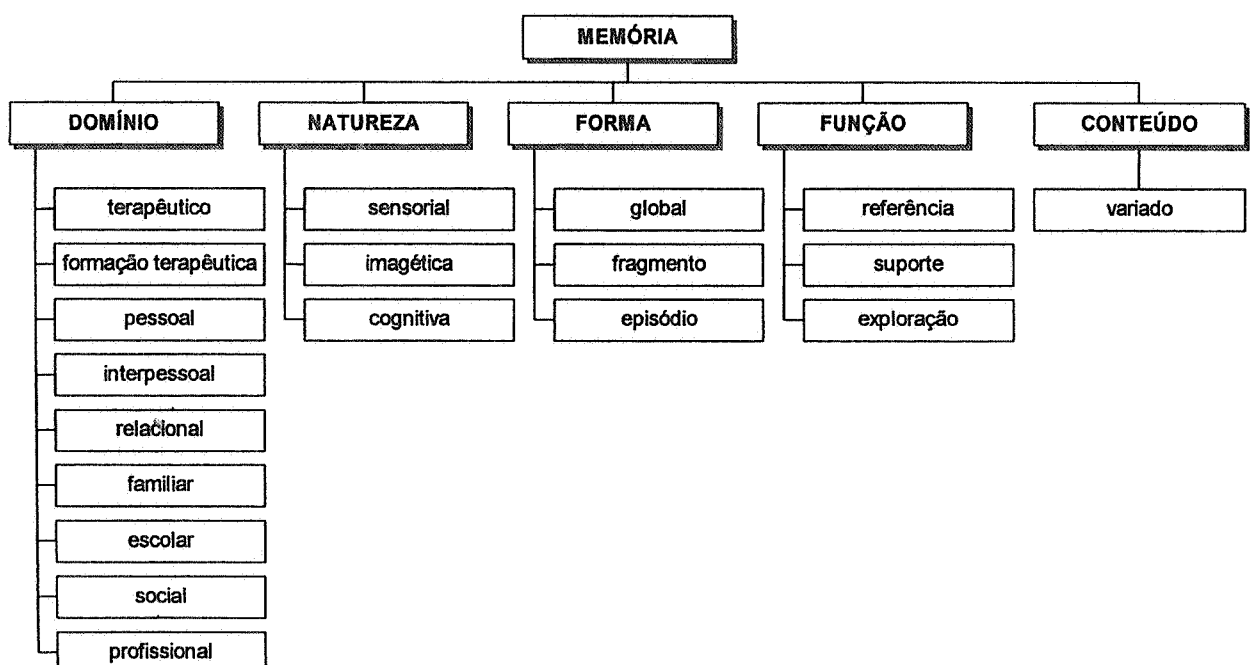 MEMÓRIA
DOMÍNIO
NATUREZA
FORMA
FUNÇÃO
CONTEÚDO
terapêutico
formação terapêutica
pessoal
interpessoal
relacional
familiar
escolar
social
profissional
sensorial
imagética
cognitiva
global
fragmento
episódio
referência
suporte
exploração
variado